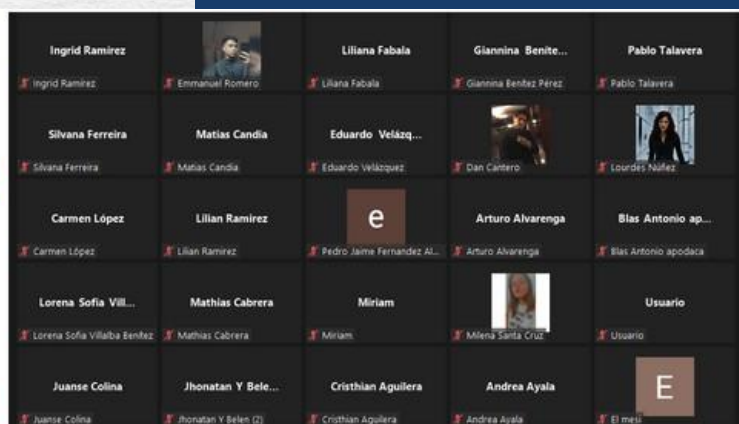 Ingrid Ramirez
Liliana Fabala
Giannina Beníte...
Pablo Talavera
Ingrid Ramirez
Emmanuel Romero
Liliana Fabala
Giannina Benítez Pérez
Pablo Talavera
Silvana Ferreira
Matias Candia
Eduardo Velázq...
Silvana Ferreira
Matias Candia
Eduardo Velázquez
Dan Cantero
Lourdes Núñez
Carmen López
Lilian Ramirez
e
Arturo Alvarenga
Blas Antonio ap...
Carmen López
Lilian Ramirez
Pedro Jaime Fernandez Al...
Arturo Alvarenga
Blas Antonio apodaca
Lorena Sofia Vill...
Mathias Cabrera
Miriam
Usuario
Lorena Sofia Villalba Benítez
Mathias Cabrera
Miriam
Milena Santa Cruz
Usuario
Juanse Colina
Jhonatan Y Bele...
Cristhian Aguilera
Andrea Ayala
E
Juanse Colina
Jhonatan Y Belen (2)
Cristhian Aguilera
Andrea Ayala
El mesi